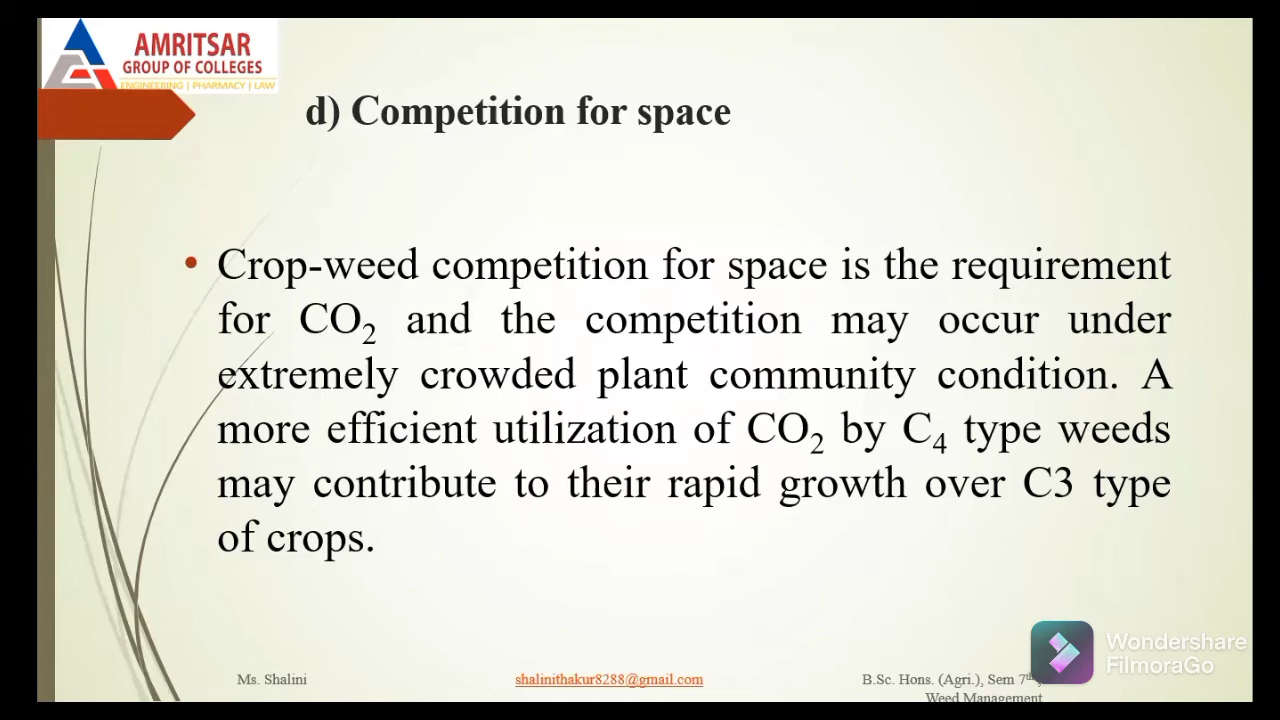 AMRITSAR
GROUP OF COLLEGES
ENGINEERING | PHARMACY | LAW
d) Competition for space
• Crop-weed competition for space is the requirement
for CO₂ and the competition may occur under
extremely crowded plant community condition. A
more efficient utilization of CO₂ by C₄ type weeds
may contribute to their rapid growth over C3 type
of crops.
Ms. Shalini
shalinithakur8288@gmail.com
B.Sc. Hons. (Agri.), Sem 7th
Weed Management
Wondershare
FilmoraGo